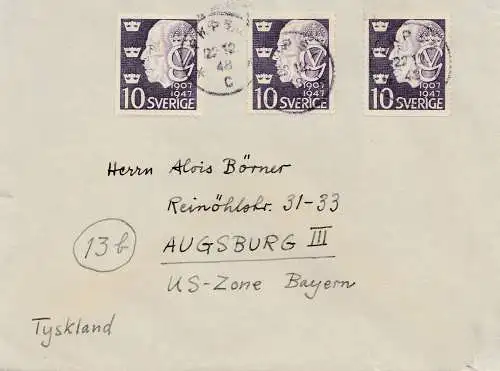 10 SVERIGE 1907 1947
10 SVERIGE 1907 1947
10 SVERIGE 1907 1947
48
C
Herrn Alois Börner
Reinöhlstr. 31-33
13b
AUGSBURG III
US-Zone Bayern
Tyskland